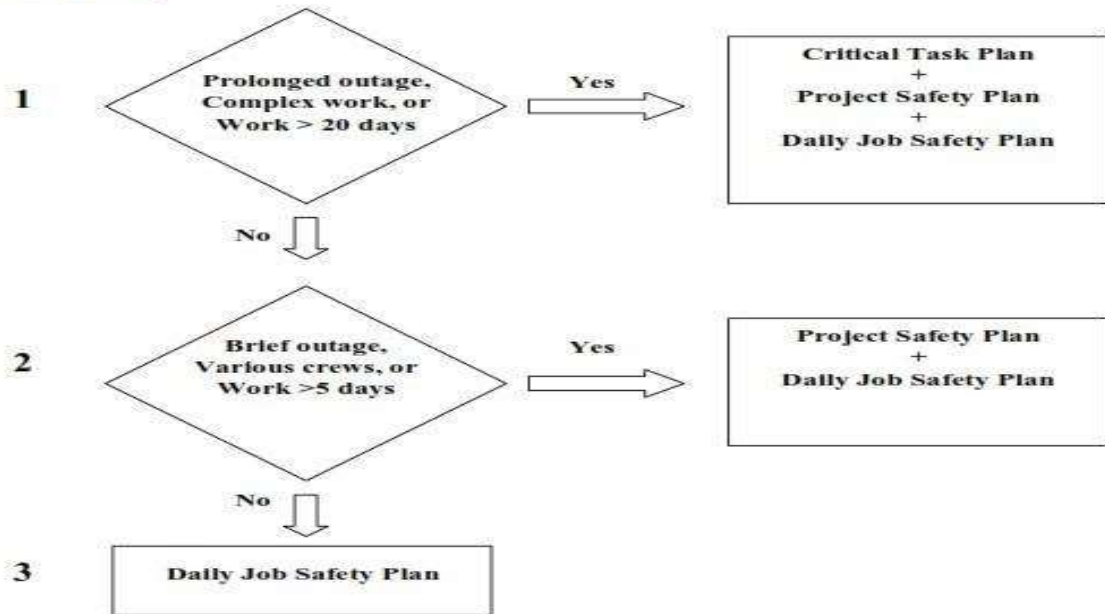 1
Prolonged outage,
Complex work, or
Work > 20 days
Yes
Critical Task Plan
+
Project Safety Plan
+
Daily Job Safety Plan
No
2
Brief outage,
Various crews, or
Work >5 days
Yes
Project Safety Plan
+
Daily Job Safety Plan
No
3
Daily Job Safety Plan